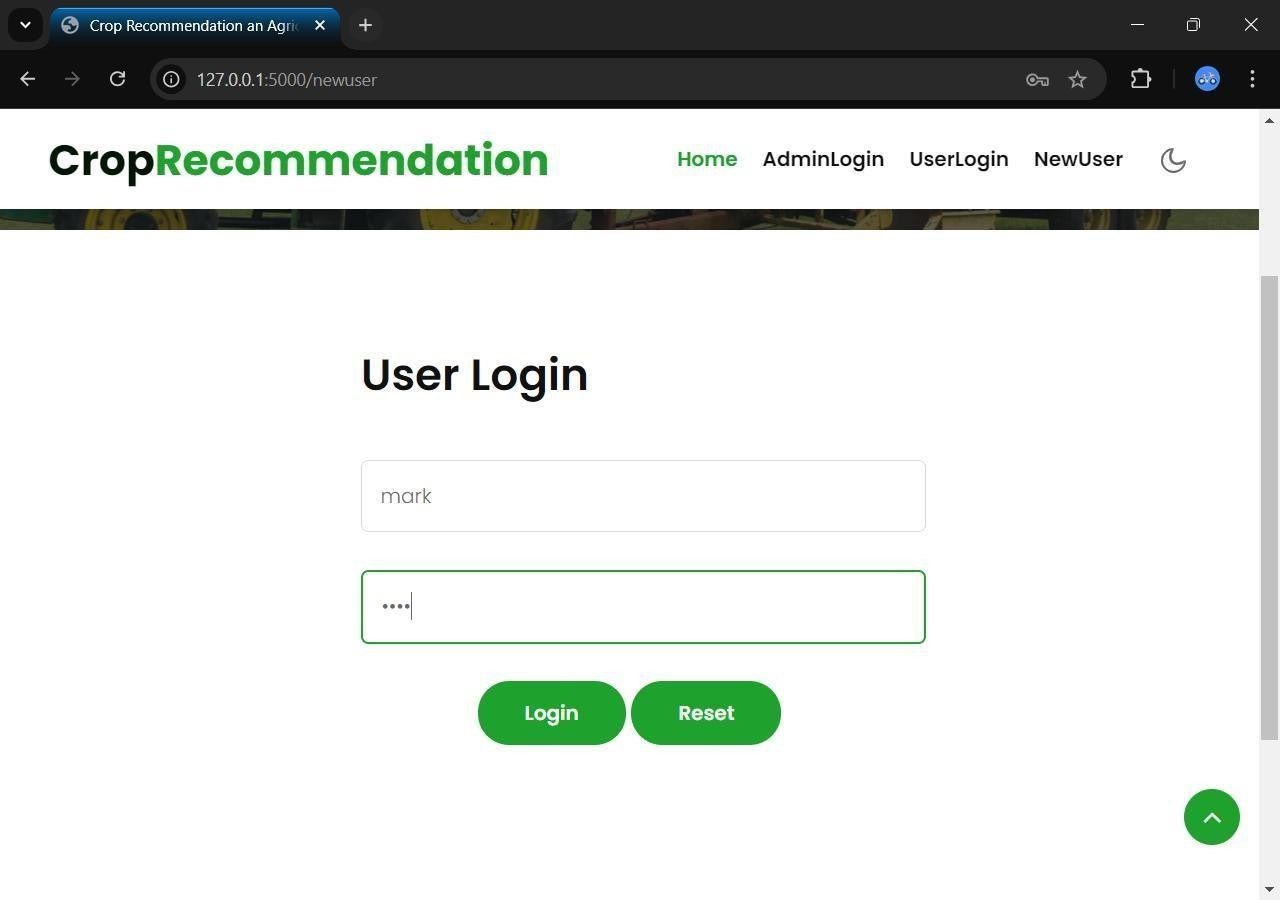 Crop Recommendation an Agri
127.0.0.1:5000/newuser
CropRecommendation
Home AdminLogin UserLogin NewUser
User Login
mark
••••
Login Reset